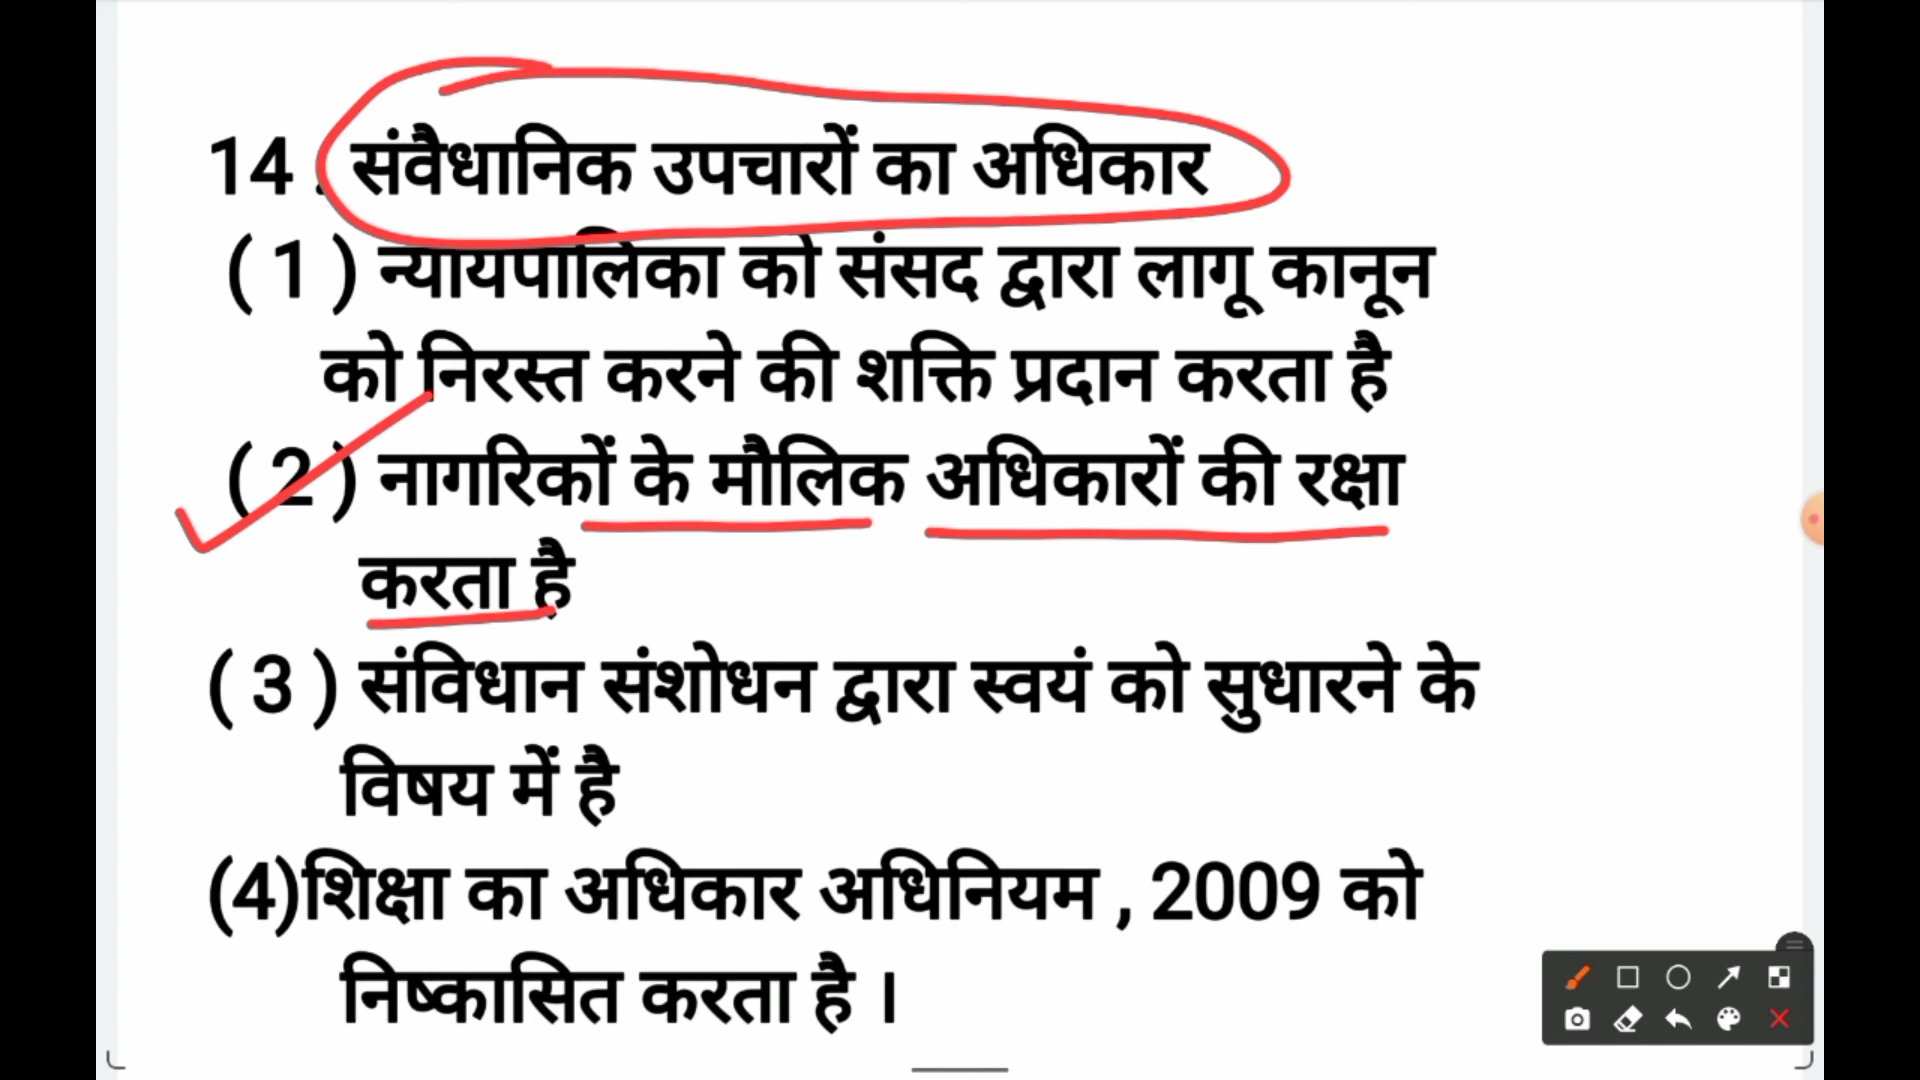 14 . संवैधानिक उपचारों का अधिकार
( 1 ) न्यायपालिका को संसद द्वारा लागू कानून
को निरस्त करने की शक्ति प्रदान करता है
( 2 ) नागरिकों के मौलिक अधिकारों की रक्षा
करता है
( 3 ) संविधान संशोधन द्वारा स्वयं को सुधारने के
विषय में है
(4)शिक्षा का अधिकार अधिनियम , 2009 को
निष्कासित करता है ।